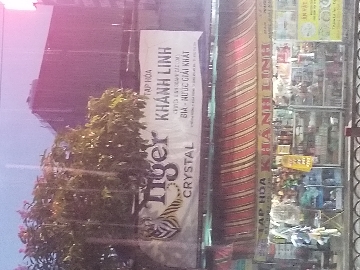 TẠP HÓA
KHÁNH LINH
BIA - NƯỚC GIẢI KHÁT
Tiger
CRYSTAL
TẠP HÓA KHÁNH LINH